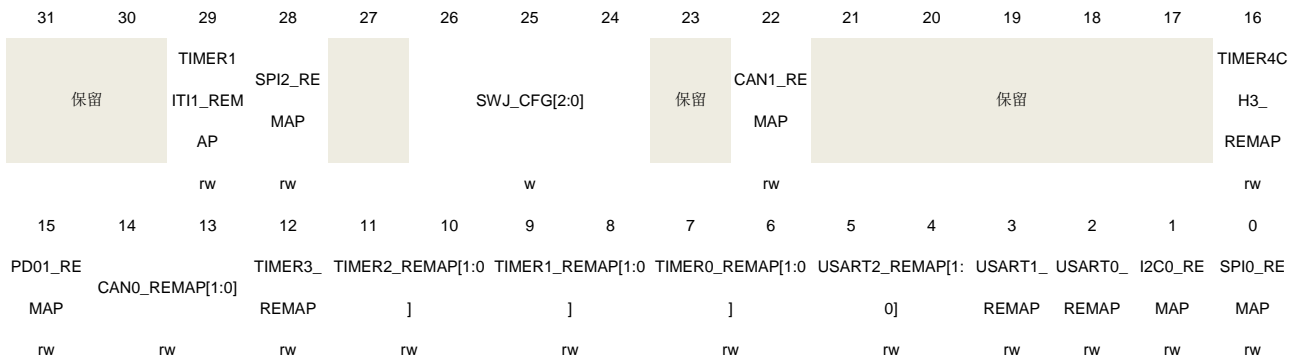 31 30 29 28 27 26 25 24 23 22 21 20 19 18 17 16
保留 TIMER1 ITI1_REM AP SPI2_RE MAP SWJ_CFG[2:0] 保留 CAN1_RE MAP 保留 TIMER4C H3_ REMAP
rw rw w rw rw
15 14 13 12 11 10 9 8 7 6 5 4 3 2 1 0
PD01_RE MAP CAN0_REMAP[1:0] TIMER3_ REMAP TIMER2_REMAP[1:0 ] TIMER1_REMAP[1:0 ] TIMER0_REMAP[1:0 ] USART2_REMAP[1: 0] USART1_ REMAP USART0_ REMAP I2C0_RE MAP SPI0_RE MAP
rw rw rw rw rw rw rw rw rw rw rw